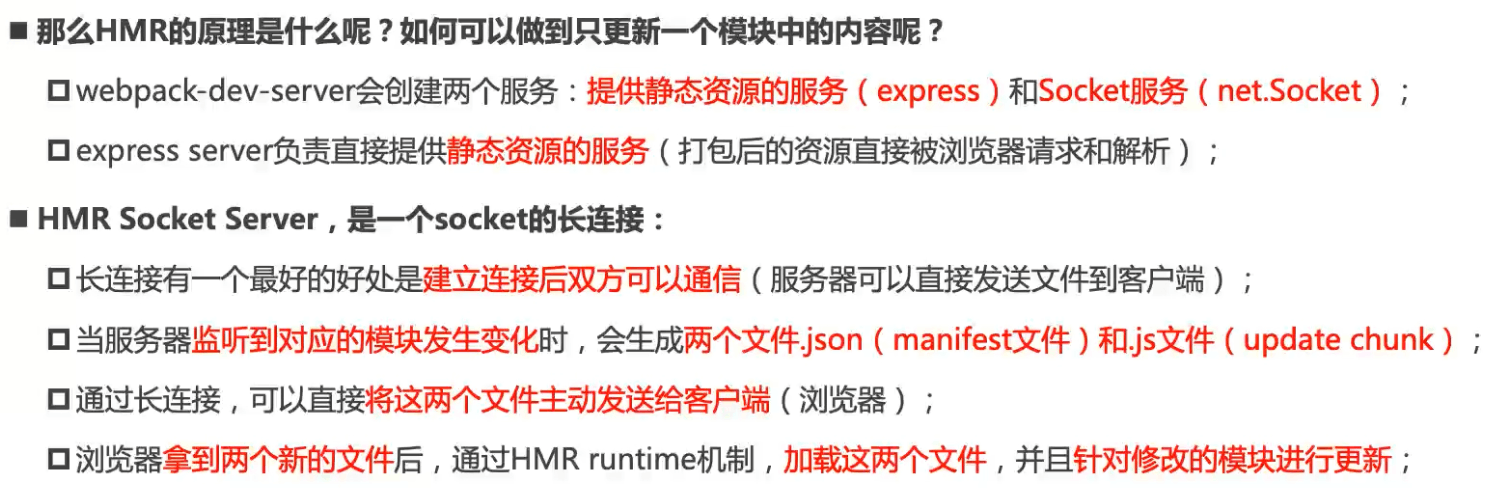 ■ 那么HMR的原理是什么呢？如何可以做到只更新一个模块中的内容呢？
□ webpack-dev-server会创建两个服务：提供静态资源的服务（express）和Socket服务（net.Socket）；
□ express server负责直接提供静态资源的服务（打包后的资源直接被浏览器请求和解析）；
■ HMR Socket Server，是一个socket的长连接：
□ 长连接有一个最好的好处是建立连接后双方可以通信（服务器可以直接发送文件到客户端）；
□ 当服务器监听到对应的模块发生变化时，会生成两个文件.json（manifest文件）和.js文件（update chunk）；
□ 通过长连接，可以直接将这两个文件主动发送给客户端（浏览器）；
□ 浏览器拿到两个新的文件后，通过HMR runtime机制，加载这两个文件，并且针对修改的模块进行更新；